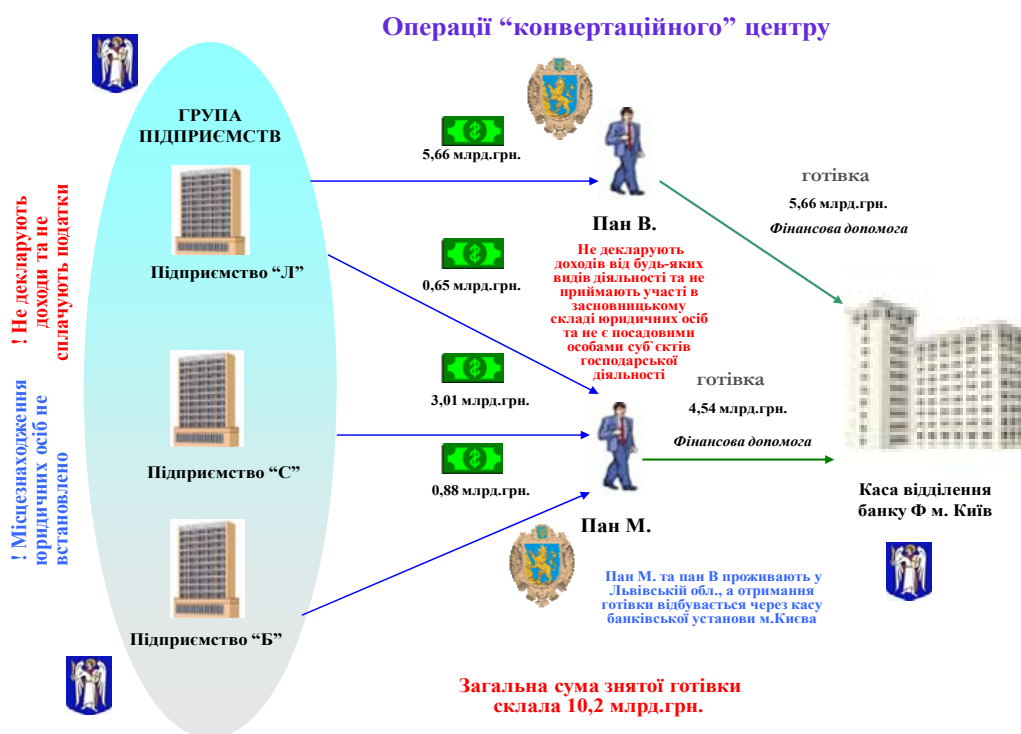 Операції “конвертаційного” центру
ГРУПА
ПІДПРИЄМСТВ
! Не декларують
доходи та не
сплачують податки
! Місцезнаходження
юридичних осіб не
встановлено
Підприємство “Л”
Підприємство “С”
Підприємство “Б”
5,66 млрд.грн.
0,65 млрд.грн.
3,01 млрд.грн.
0,88 млрд.грн.
Пан В.
Не декларують
доходів від будь-яких
видів діяльності та не
приймають участі в
засновницькому
складі юридичних осіб
та не є посадовими
особами суб`єктів
господарської
діяльності
Пан М.
готівка
5,66 млрд.грн.
Фінансова допомога
готівка
4,54 млрд.грн.
Фінансова допомога
Каса відділення
банку Ф м. Київ
Пан М. та пан В проживають у
Львівській обл., а отримання
готівки відбувається через касу
банківської установи м.Києва
Загальна сума знятої готівки
склала 10,2 млрд.грн.